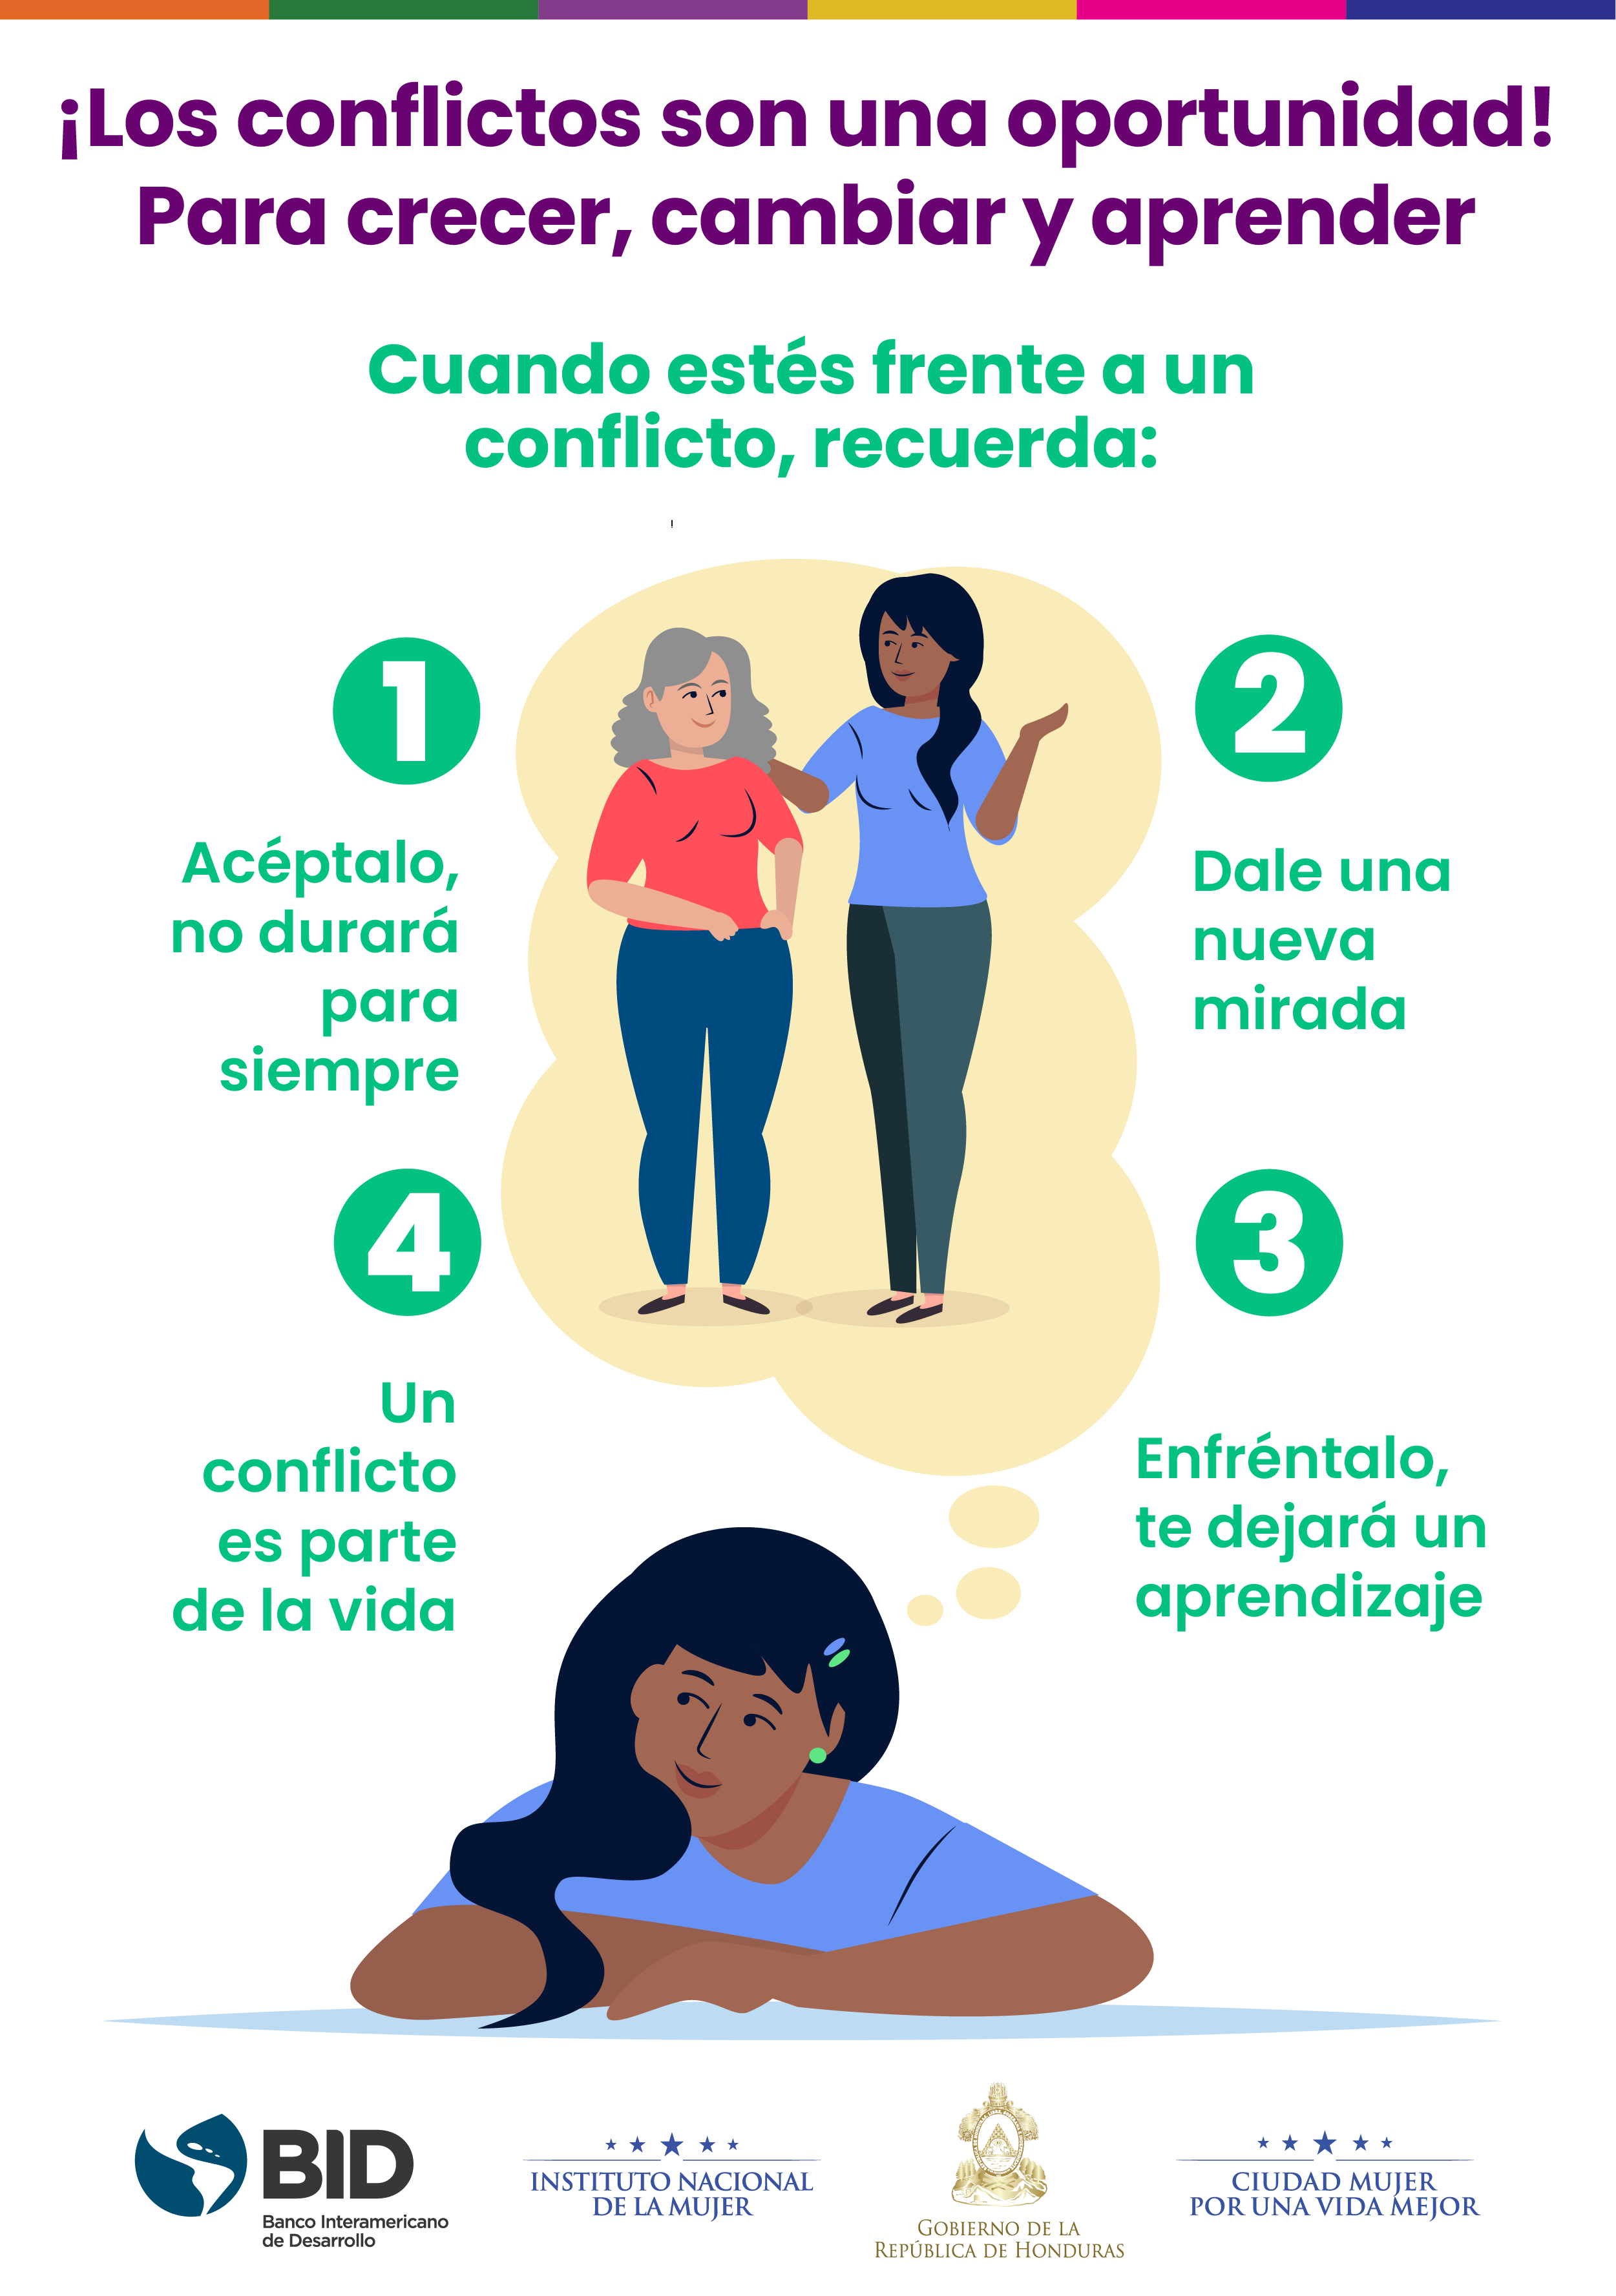 ¡Los conflictos son una oportunidad!
Para crecer, cambiar y aprender
Cuando estés frente a un
conflicto, recuerda:
1
Acéptalo,
no durará
para
siempre
2
Dale una
nueva
mirada
3
Enfréntalo,
te dejará un
aprendizaje
4
Un
conflicto
es parte
de la vida
BID
Banco Interamericano
de Desarrollo
INSTITUTO NACIONAL
DE LA MUJER
GOBIERNO DE LA
REPÚBLICA DE HONDURAS
CIUDAD MUJER
POR UNA VIDA MEJOR